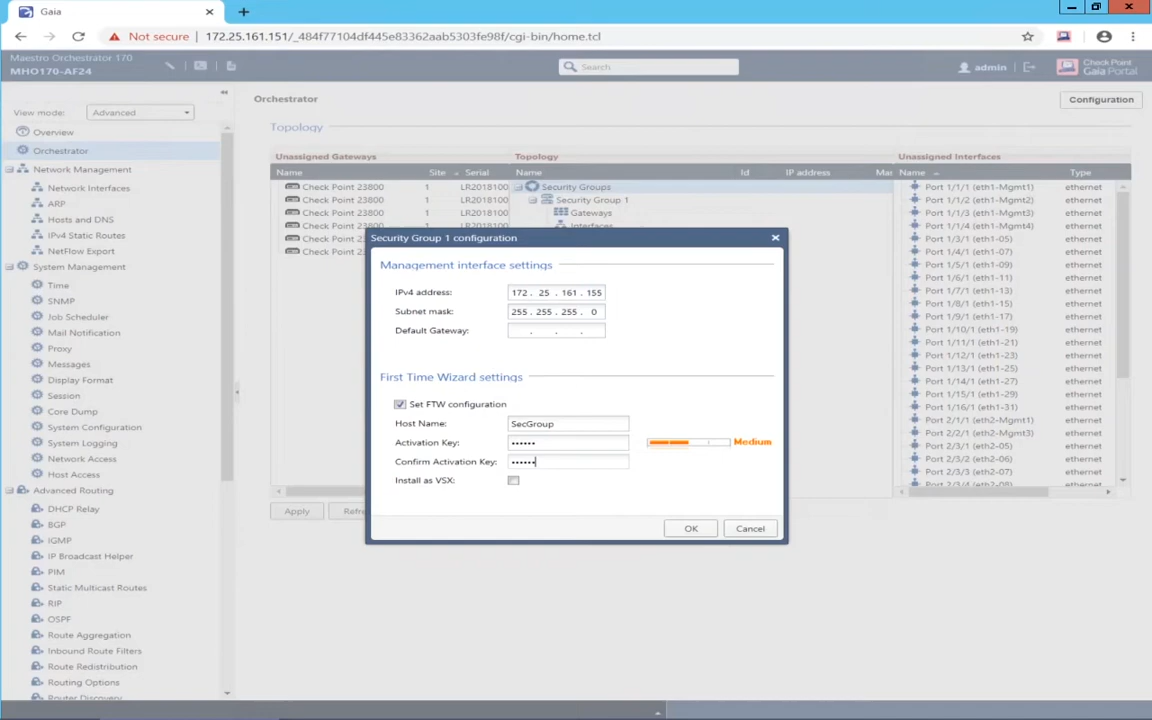 Gaia
Not secure 172.25.161.151/_484f77104df445e83362aab5303fe98f/cgi-bin/home.tcl
Maestro Orchestrator 170
MHO170-AF24
Search
admin
Check Point
Gaia Portal
View mode: Advanced
Overview
Orchestrator
Network Management
Network Interfaces
ARP
Hosts and DNS
IPv4 Static Routes
NetFlow Export
System Management
Time
SNMP
Job Scheduler
Mail Notification
Proxy
Messages
Display Format
Session
Core Dump
System Configuration
System Logging
Network Access
Host Access
Advanced Routing
DHCP Relay
BGP
IGMP
IP Broadcast Helper
PIM
Static Multicast Routes
RIP
OSPF
Route Aggregation
Inbound Route Filters
Route Redistribution
Routing Options
Router Discovery
Orchestrator
Configuration
Topology
Unassigned Gateways
Name Site Serial
Check Point 23800 1 LR2018100
Check Point 23800 1 LR2018100
Check Point 23800 1 LR2018100
Check Point 23800 1 LR2018100
Check Point
Check Point
Apply
Topology
Name Id IP address
Security Groups
Security Group 1
Gateways
Interfaces
Unassigned Interfaces
Name Type
Port 1/1/1 (eth1-Mgmt1) ethernet
Port 1/1/2 (eth1-Mgmt2) ethernet
Port 1/1/3 (eth1-Mgmt3) ethernet
Port 1/1/4 (eth1-Mgmt4) ethernet
Port 1/3/1 (eth1-05) ethernet
Port 1/4/1 (eth1-07) ethernet
Port 1/5/1 (eth1-09) ethernet
Port 1/6/1 (eth1-11) ethernet
Port 1/7/1 (eth1-13) ethernet
Port 1/8/1 (eth1-15) ethernet
Port 1/9/1 (eth1-17) ethernet
Port 1/10/1 (eth1-19) ethernet
Port 1/11/1 (eth1-21) ethernet
Port 1/12/1 (eth1-23) ethernet
Port 1/13/1 (eth1-25) ethernet
Port 1/14/1 (eth1-27) ethernet
Port 1/15/1 (eth1-29) ethernet
Port 1/16/1 (eth1-31) ethernet
Port 2/1/1 (eth2-Mgmt1) ethernet
Port 2/2/1 (eth2-Mgmt3) ethernet
Port 2/3/1 (eth2-05) ethernet
Port 2/3/2 (eth2-06) ethernet
Port 2/3/3 (eth2-07) ethernet
Port 2/3/4 (eth2-08) ethernet
Security Group 1 configuration
Management interface settings
IPv4 address: 172 . 25 . 161 . 155
Subnet mask: 255 . 255 . 255 . 0
Default Gateway: . . .
First Time Wizard settings
Set FTW configuration
Host Name: SecGroup
Activation Key: •••••• Medium
Confirm Activation Key: ••••••
Install as VSX:
OK Cancel